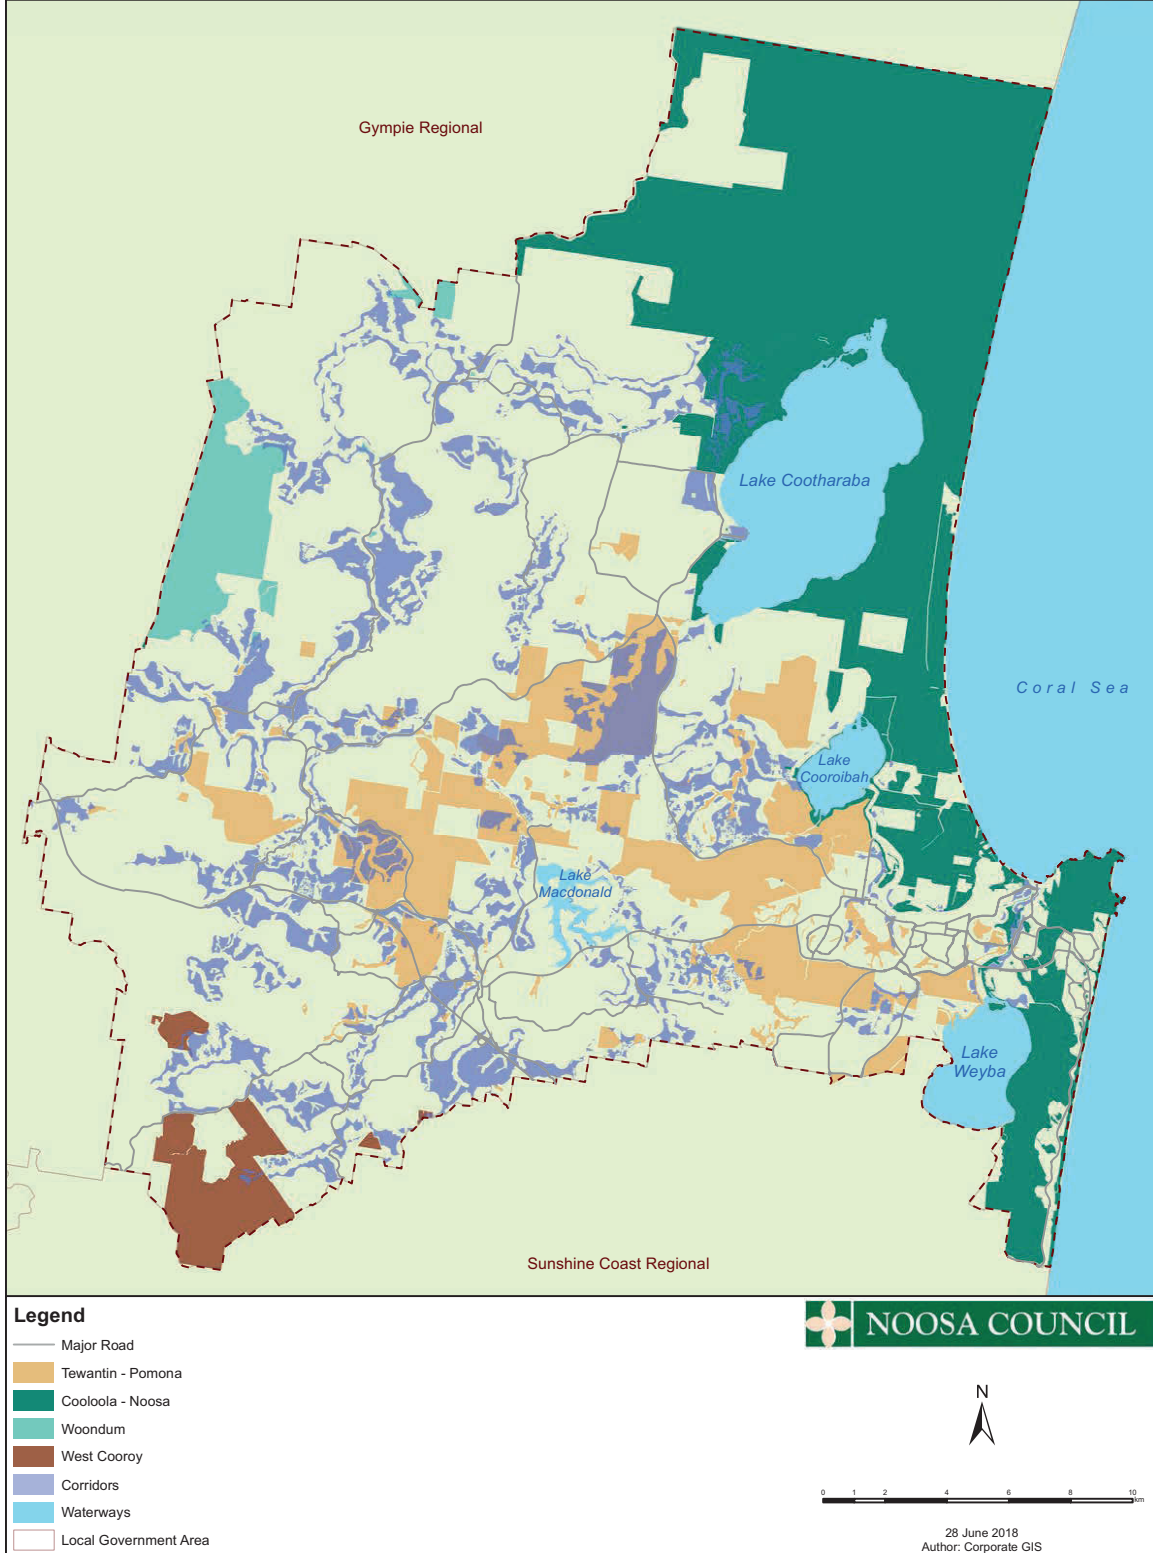 Gympie Regional
Lake Cootharaba
Coral Sea
Lake
Cooroibah
Lake
Macdonald
Lake
Weyba
Sunshine Coast Regional
Legend
Major Road
Tewantin - Pomona
Cooloola - Noosa
Woondum
West Cooroy
Corridors
Waterways
Local Government Area
NOOSA COUNCIL
N
0 1 2 4 6 8 10
km
28 June 2018
Author: Corporate GIS